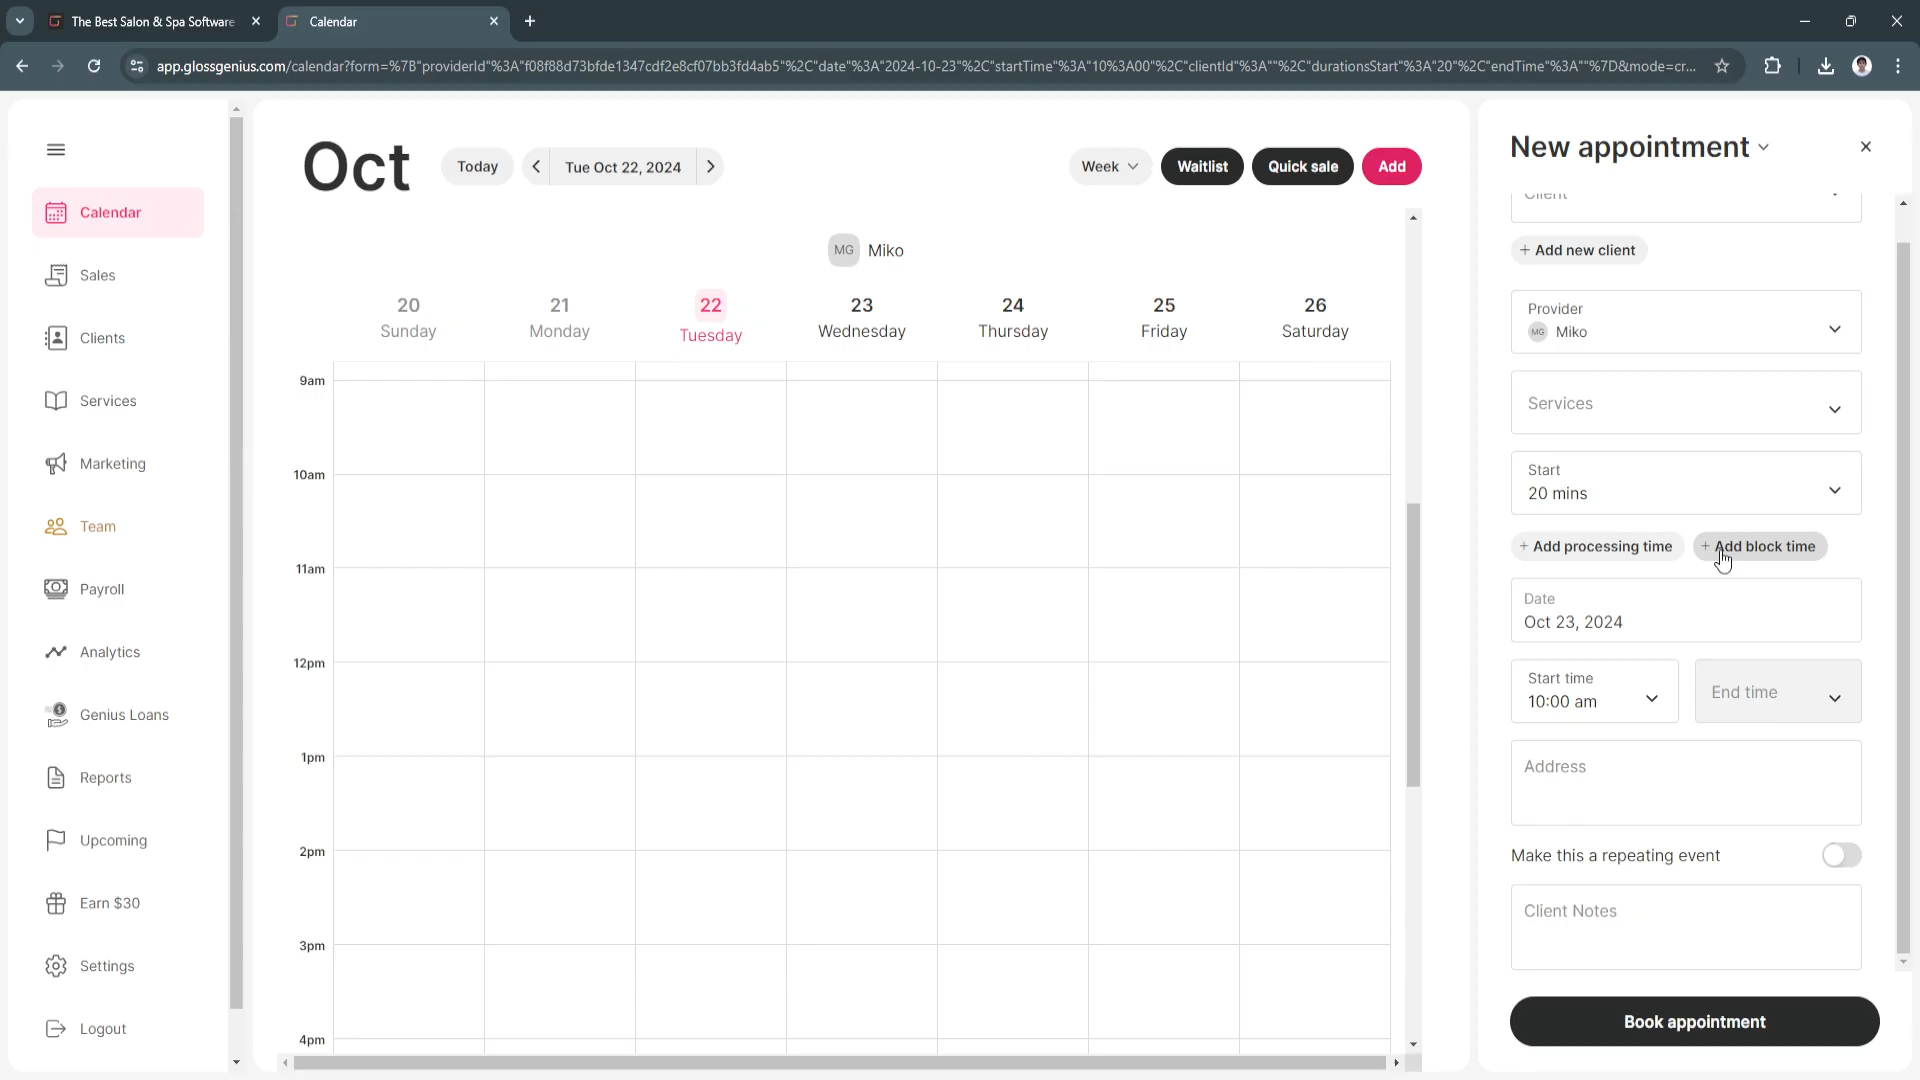 The Best Salon & Spa Software
Calendar
app.glossgenius.com/calendar?form=%7B"providerId"%3A"f08f88d73bfde1347cdf2e8cf07bb3fd4ab5"%2C"date"%3A"2024-10-23"%2C"startTime"%3A"10%3A00"%2C"clientId"%3A""%2C"durationsStart"%3A"20"%2C"endTime"%3A""%7D&mode=cr...
Calendar
Sales
Clients
Services
Marketing
Team
Payroll
Analytics
Genius Loans
Reports
Upcoming
Earn $30
Settings
Logout
Oct
Today
Tue Oct 22, 2024
Week
Waitlist
Quick sale
Add
MG Miko
20 21 22 23 24 25 26
Sunday Monday Tuesday Wednesday Thursday Friday Saturday
9am
10am
11am
12pm
1pm
2pm
3pm
4pm
New appointment
Client
+ Add new client
Provider
MG Miko
Services
Start
20 mins
+ Add processing time
+ Add block time
Date
Oct 23, 2024
Start time
10:00 am
End time
Address
Make this a repeating event
Client Notes
Book appointment